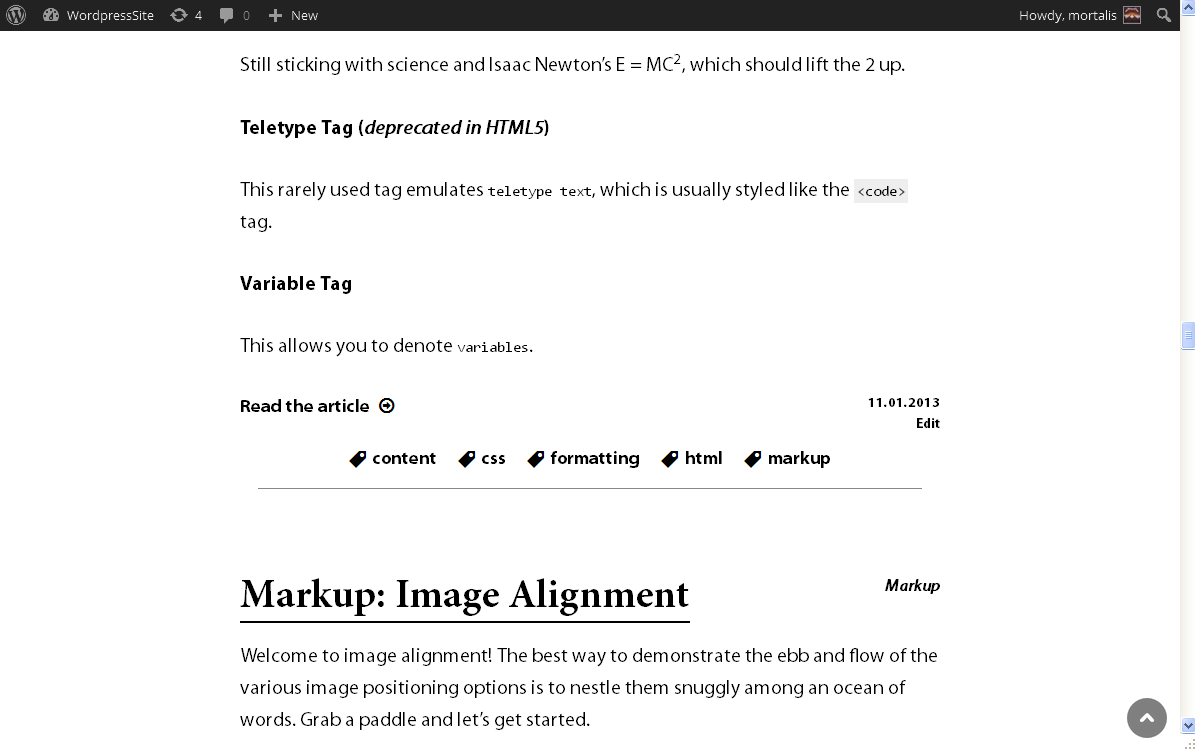 WordpressSite 4 0 New Howdy, mortalis
Still sticking with science and Isaac Newton's E = MC2, which should lift the 2 up.
Teletype Tag (deprecated in HTML5)
This rarely used tag emulates teletype text, which is usually styled like the <code>
tag.
Variable Tag
This allows you to denote variables.
Read the article 11.01.2013
Edit
content css formatting html markup
Markup: Image Alignment Markup
Welcome to image alignment! The best way to demonstrate the ebb and flow of the
various image positioning options is to nestle them snuggly among an ocean of
words. Grab a paddle and let's get started.